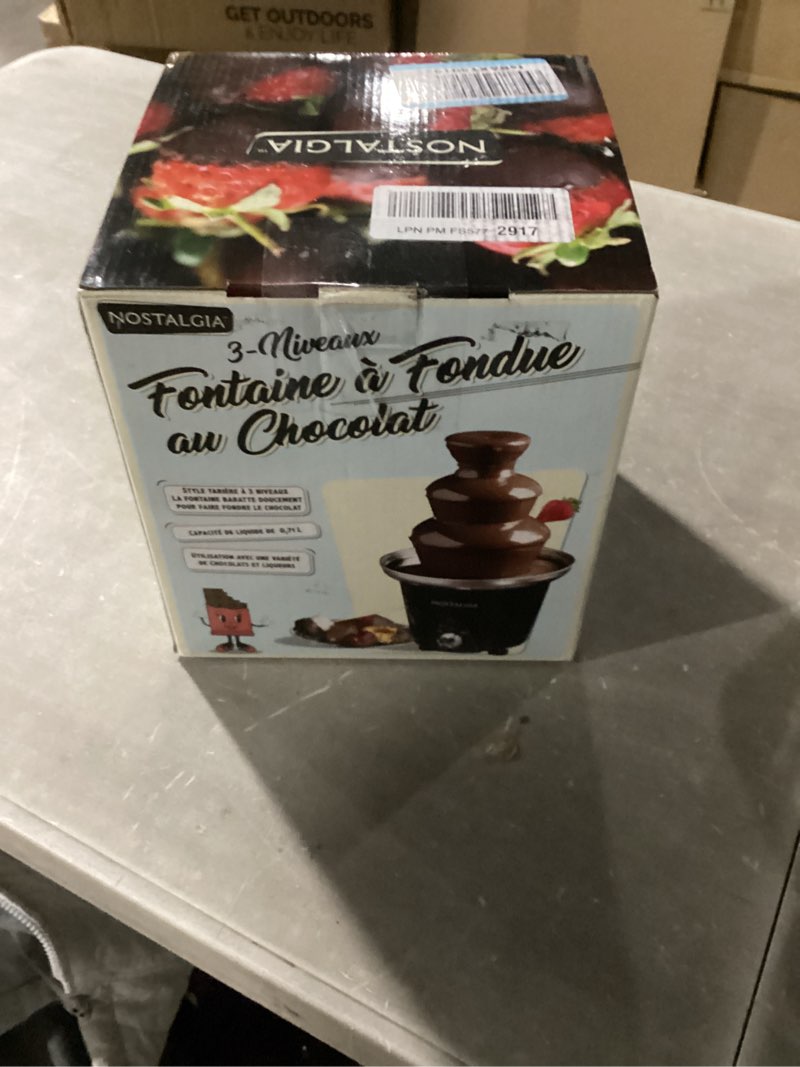 GET OUTDOORS
& ENJOY LIFE
NOSTALGIA
LPN PM
2917
NOSTALGIA
3-Niveaux
Fontaine à Fondue
au Chocolat
STYLE TARIÈRE À 3 NIVEAUX
LA FONTAINE BARATTE DOUCEMENT
POUR FAIRE FONDRE LE CHOCOLAT
CAPACITÉ DE LIQUIDE DE 0,71 L
UTILISATION AVEC UNE VARIÉTÉ
DE CHOCOLATS ET LIQUEURS
NOSTALGIA